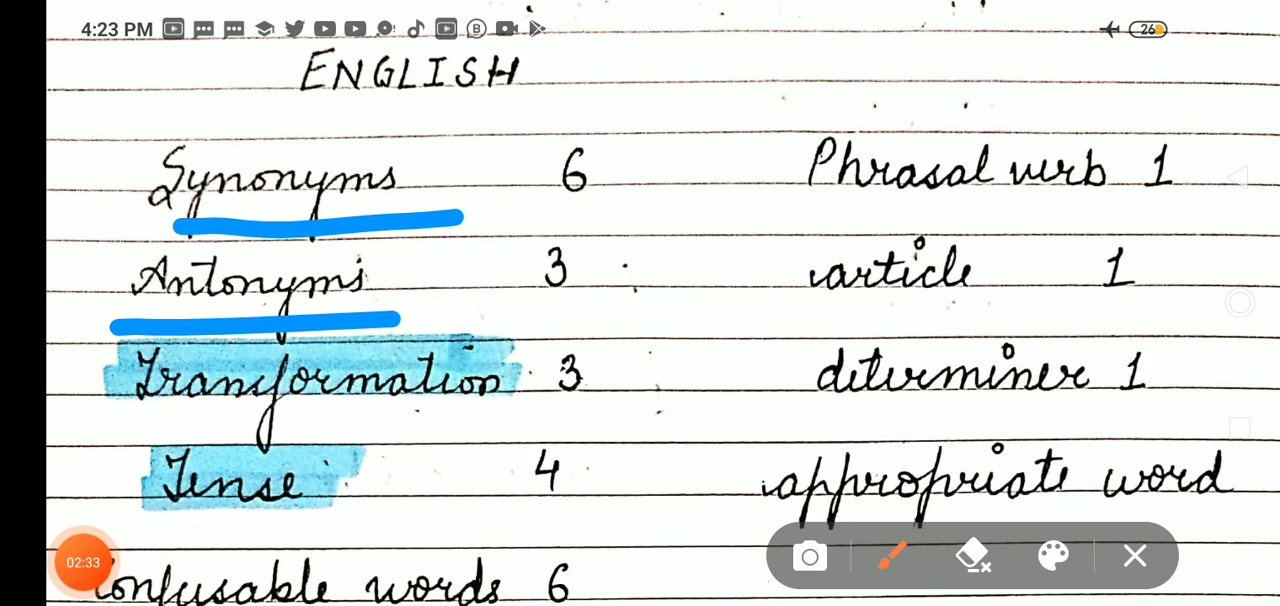 4:23 PM
26
ENGLISH
Synonyms 6
Phrasal verb 1
Antonyms 3
article 1
Transformation 3
determiner 1
Tense 4
appropriate word
confusable words 6
02:33